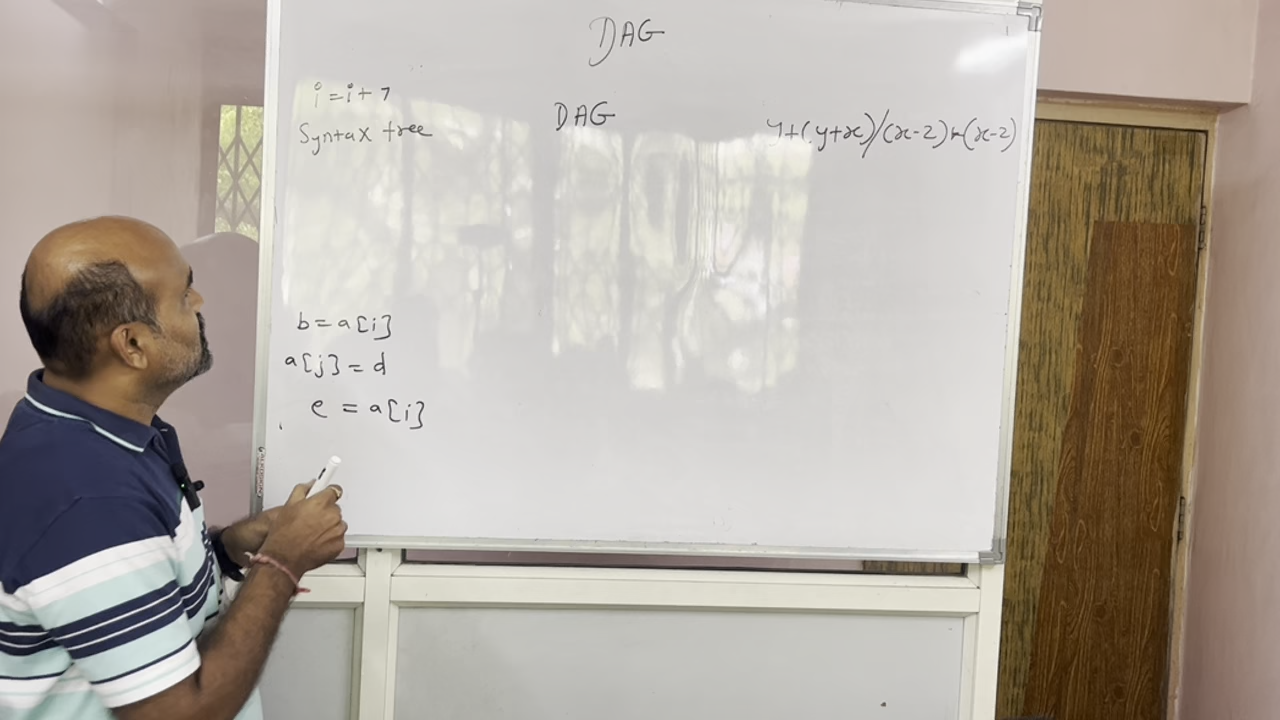 DAG
i = i + 7
Syntax tree
DAG
y+(y+x)/(x-2)*(x-2)
b = a[i]
a[j] = d
e = a[i]